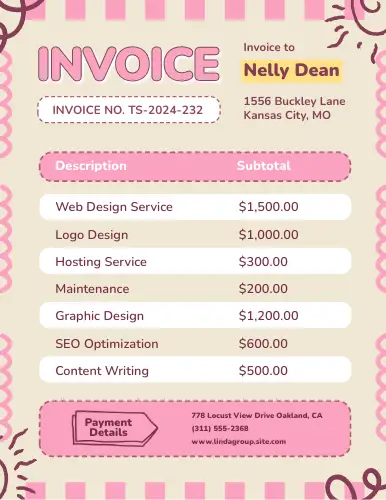 INVOICE
INVOICE NO. TS-2024-232
Invoice to
Nelly Dean
1556 Buckley Lane
Kansas City, MO
Description Subtotal
Web Design Service $1,500.00
Logo Design $1,000.00
Hosting Service $300.00
Maintenance $200.00
Graphic Design $1,200.00
SEO Optimization $600.00
Content Writing $500.00
Payment
Details
778 Locust View Drive Oakland, CA
(311) 555-2368
www.lindagroup.site.com